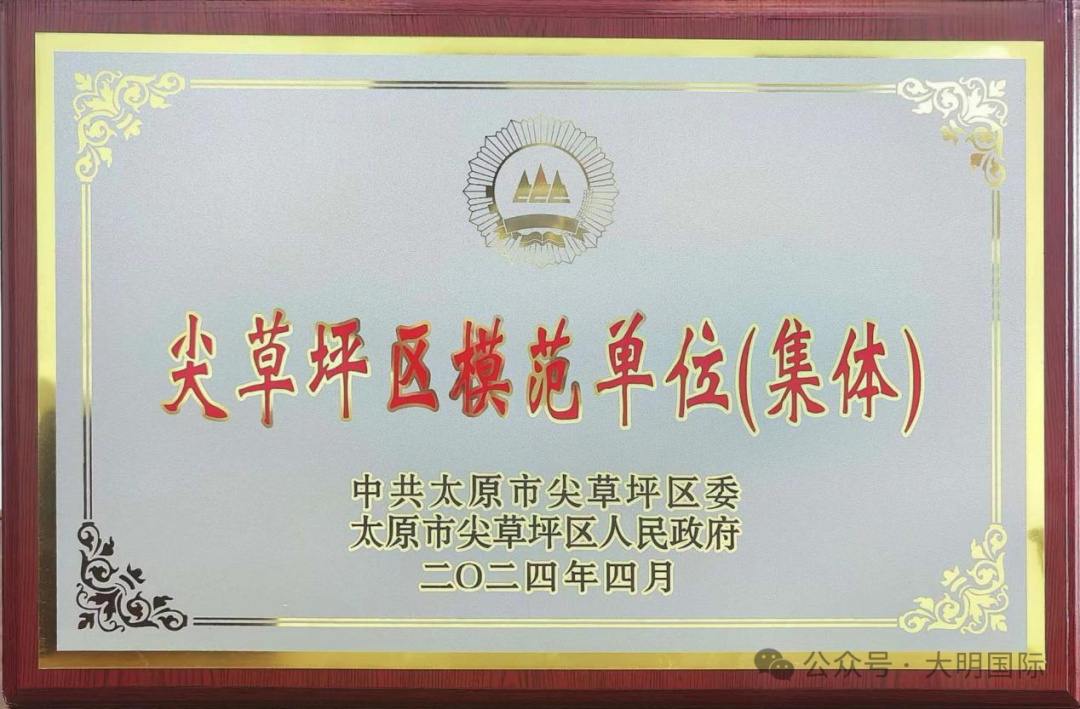 尖草坪区模范单位(集体)
中共太原市尖草坪区委
太原市尖草坪区人民政府
二〇二四年四月
公众号·大明国际